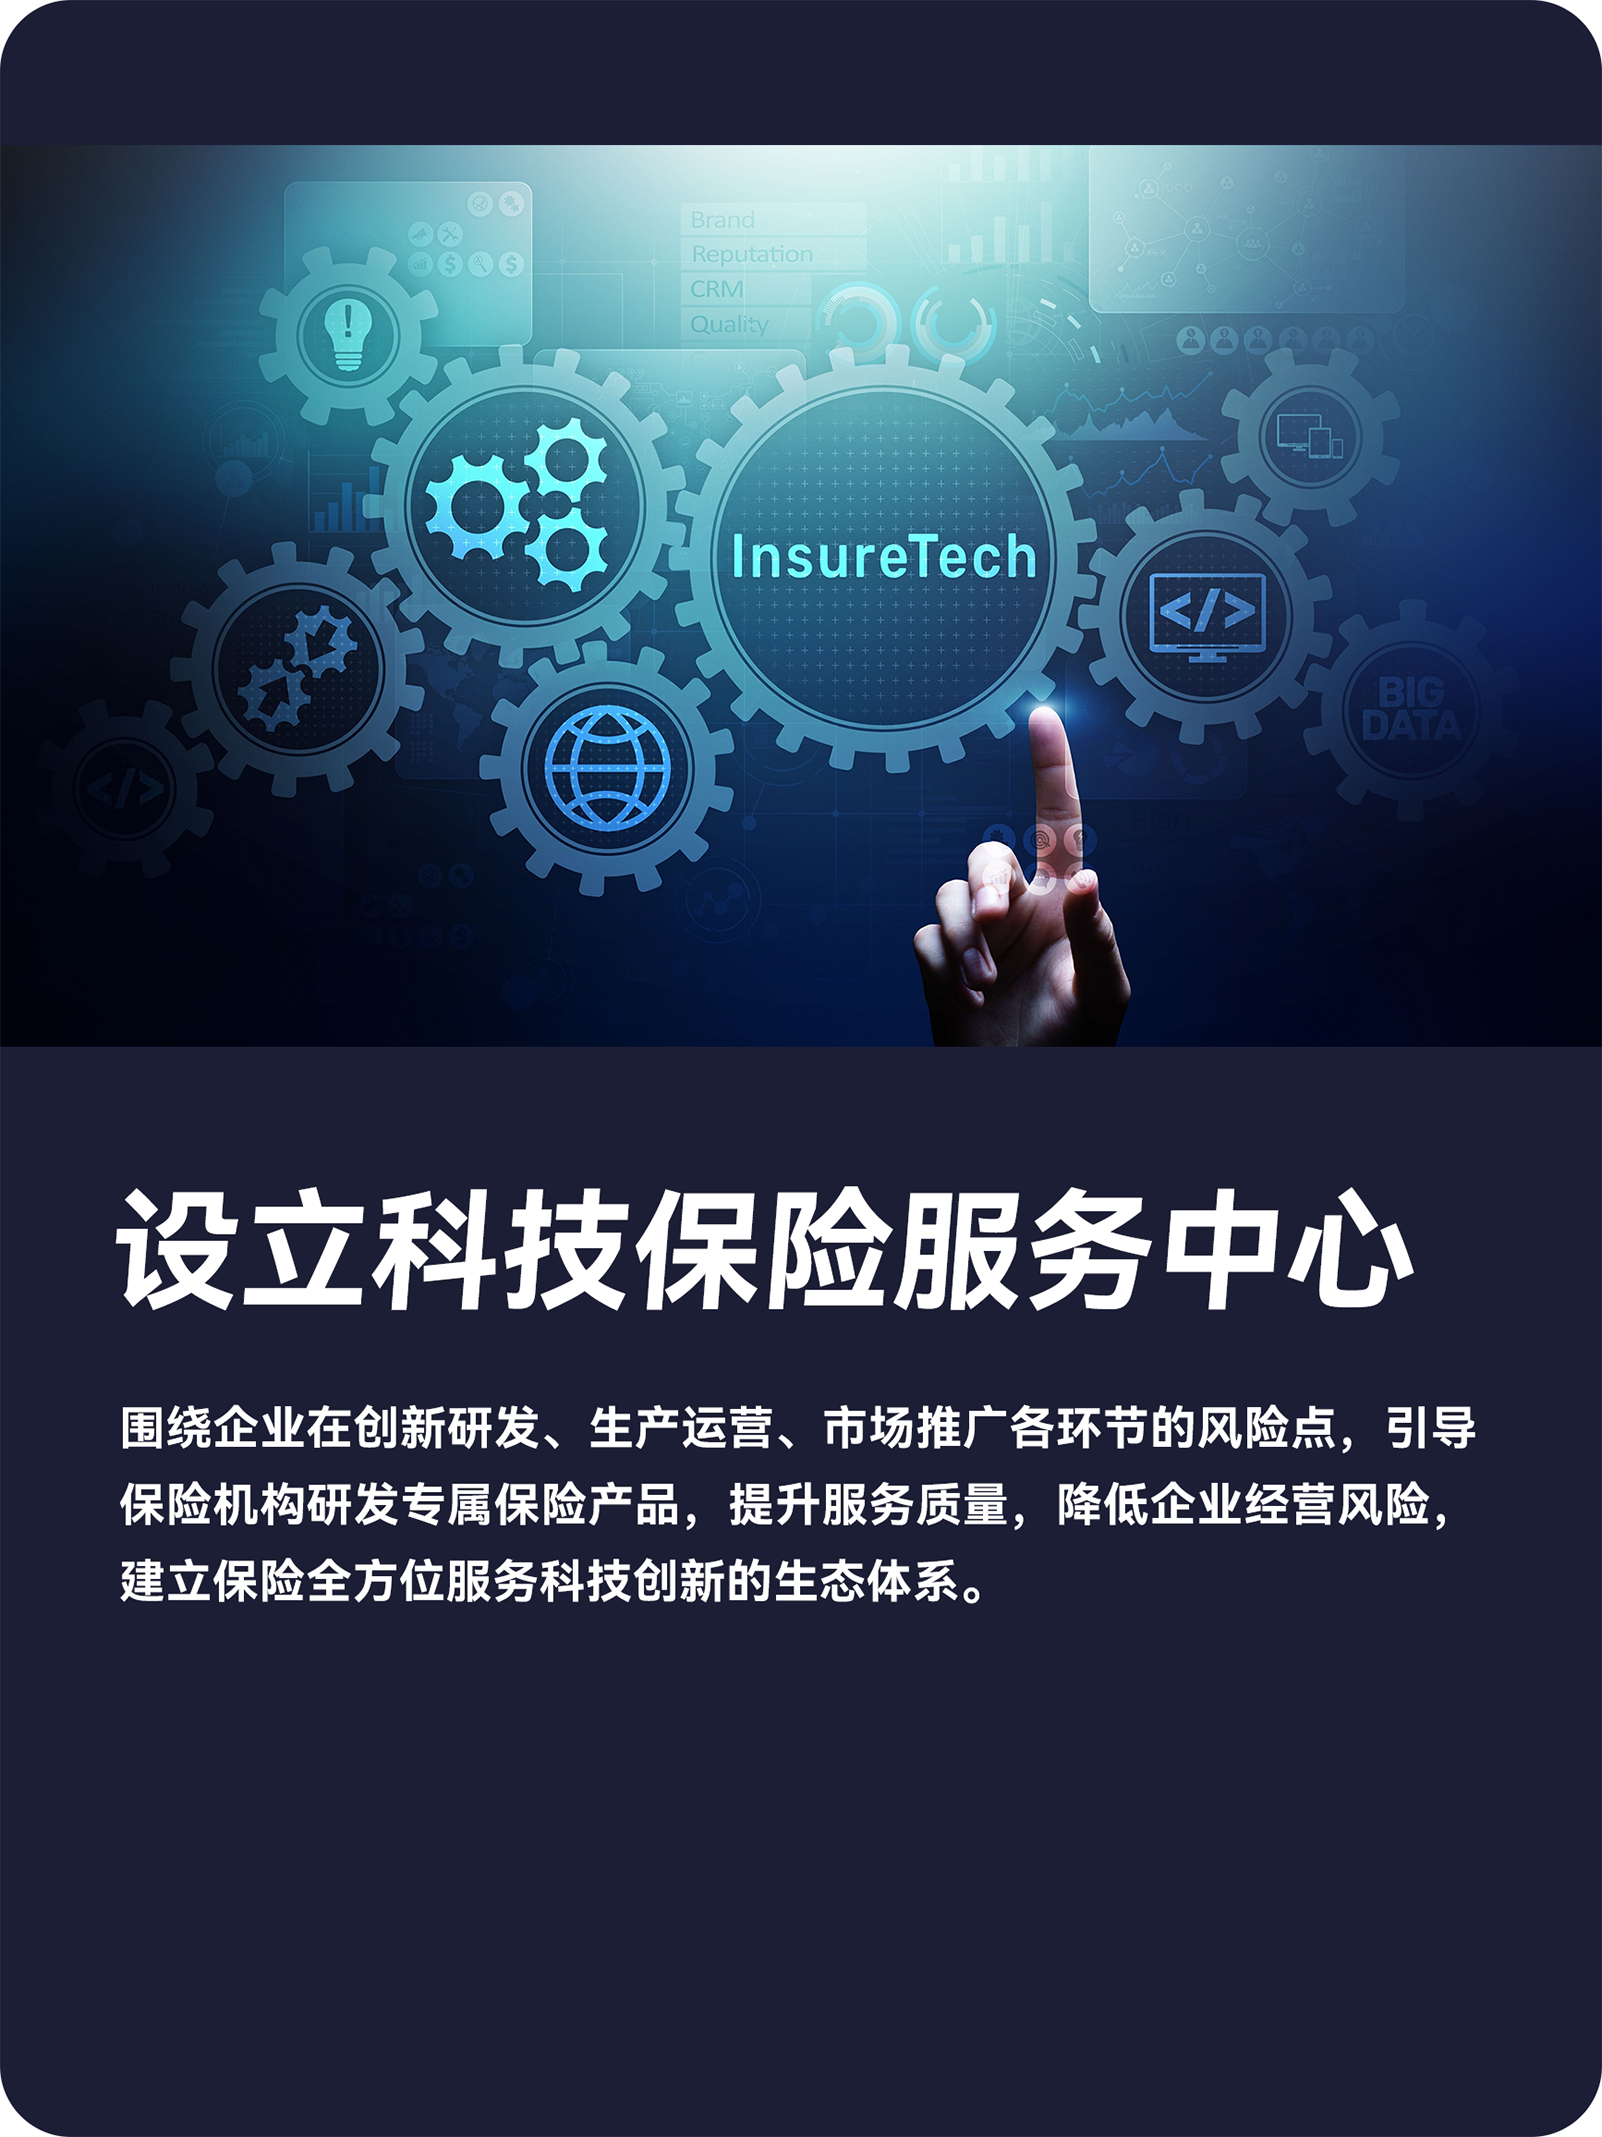 Brand
Reputation
CRM
Quality
InsureTech
BIG
DATA
Plan
设立科技保险服务中心
围绕企业在创新研发、生产运营、市场推广各环节的风险点，引导
保险机构研发专属保险产品，提升服务质量，降低企业经营风险，
建立保险全方位服务科技创新的生态体系。